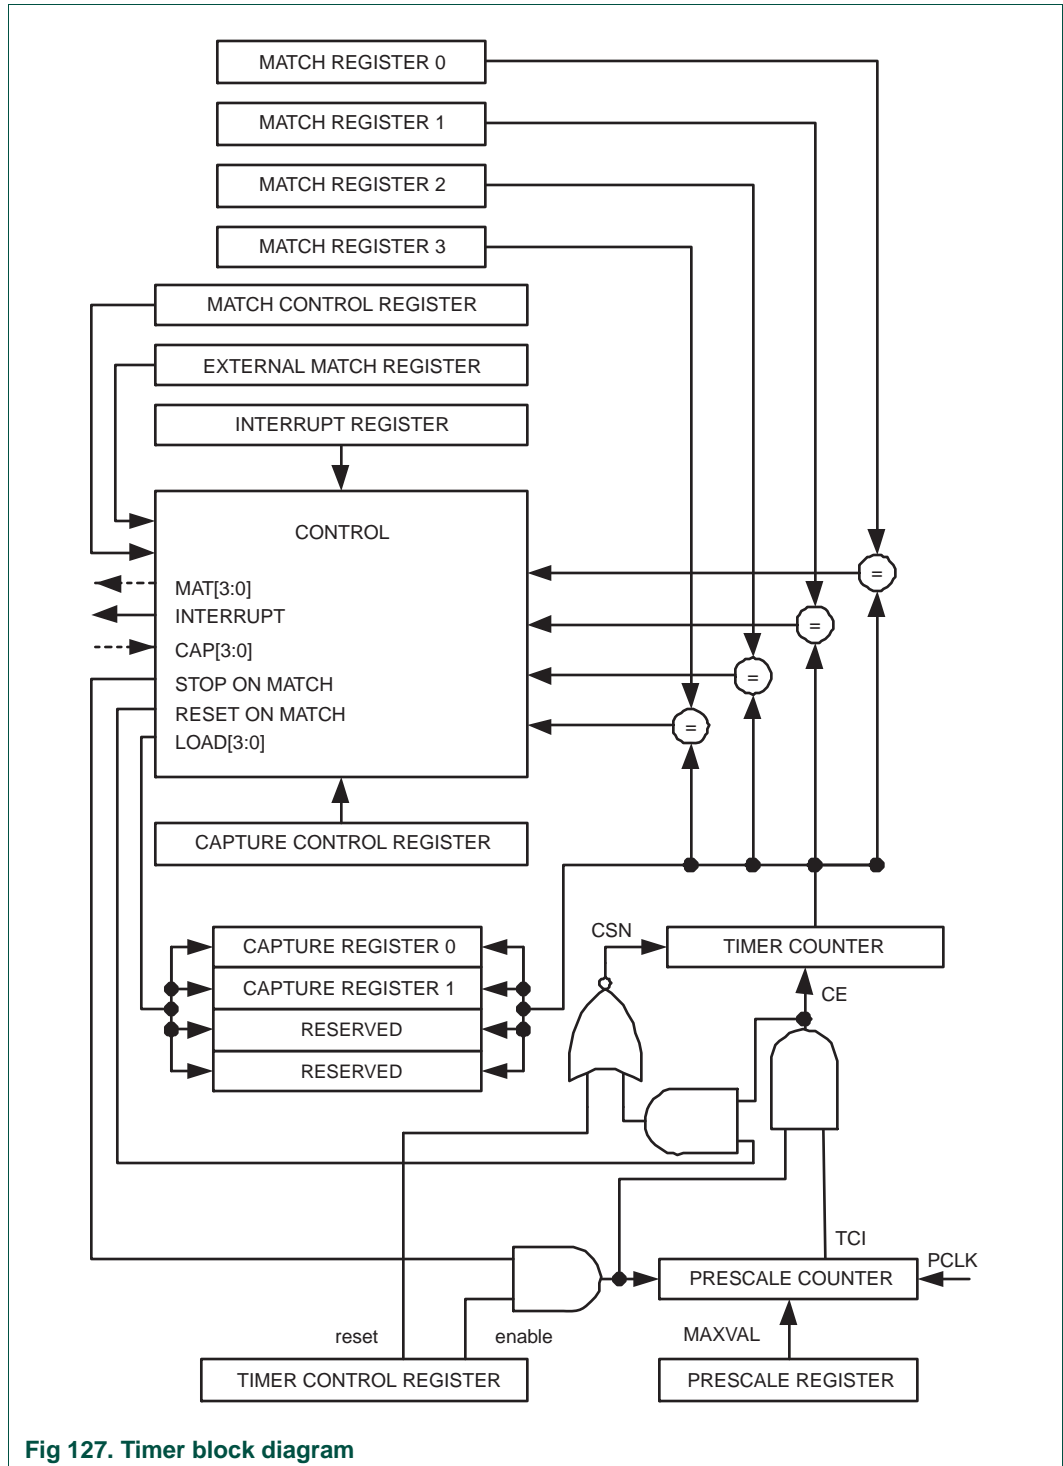 MATCH REGISTER 0
MATCH REGISTER 1
MATCH REGISTER 2
MATCH REGISTER 3
MATCH CONTROL REGISTER
EXTERNAL MATCH REGISTER
INTERRUPT REGISTER
CONTROL
=
=
=
=
MAT[3:0]
INTERRUPT
CAP[3:0]
STOP ON MATCH
RESET ON MATCH
LOAD[3:0]
CAPTURE CONTROL REGISTER
CSN
CAPTURE REGISTER 0
TIMER COUNTER
CAPTURE REGISTER 1
CE
RESERVED
RESERVED
TCI
PCLK
PRESCALE COUNTER
reset
enable
MAXVAL
TIMER CONTROL REGISTER
PRESCALE REGISTER
Fig 127. Timer block diagram